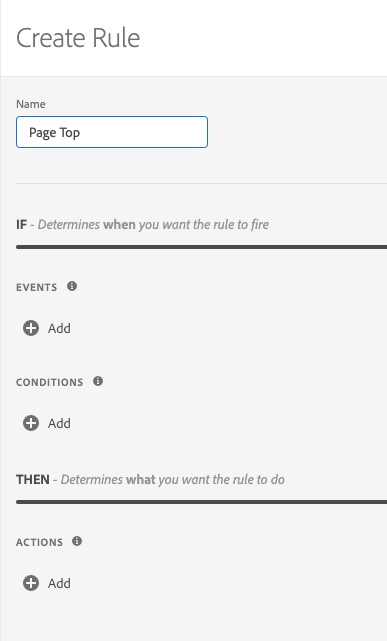 Create Rule
Name
Page Top
IF - Determines when you want the rule to fire
EVENTS
Add
CONDITIONS
Add
THEN - Determines what you want the rule to do
ACTIONS
Add